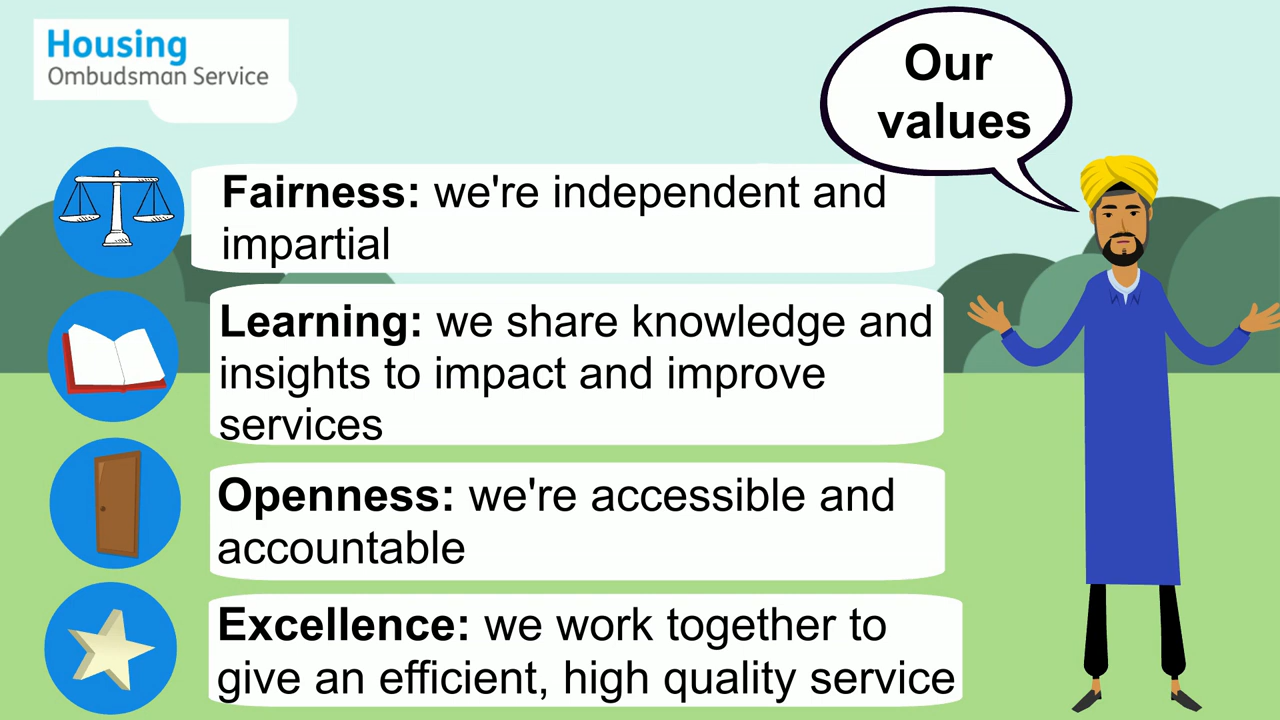 Housing
Ombudsman Service
Our
values
Fairness: we're independent and
impartial
Learning: we share knowledge and
insights to impact and improve
services
Openness: we're accessible and
accountable
Excellence: we work together to
give an efficient, high quality service